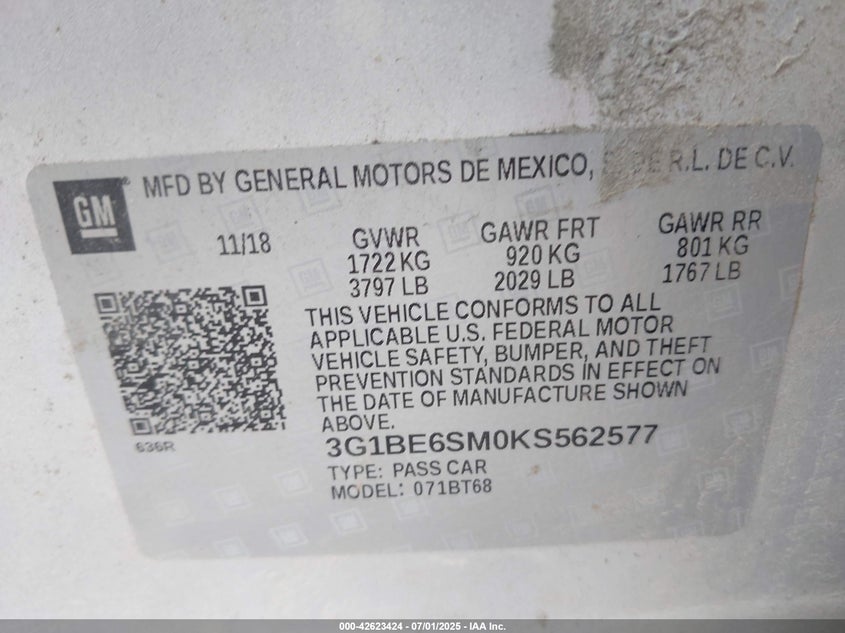 GM
MFD BY GENERAL MOTORS DE MEXICO, R.L. DE C.V.
11/18
GVWR
1722 KG
3797 LB
GAWR FRT
920 KG
2029 LB
GAWR RR
801 KG
1767 LB
THIS VEHICLE CONFORMS TO ALL
APPLICABLE U.S. FEDERAL MOTOR
VEHICLE SAFETY, BUMPER, AND THEFT
PREVENTION STANDARDS IN EFFECT ON
THE DATE OF MANUFACTURE SHOWN
ABOVE.
636R
3G1BE6SM0KS562577
TYPE: PASS CAR
MODEL: 071BT68
000-42623424 - 07/01/2025 - IAA Inc.